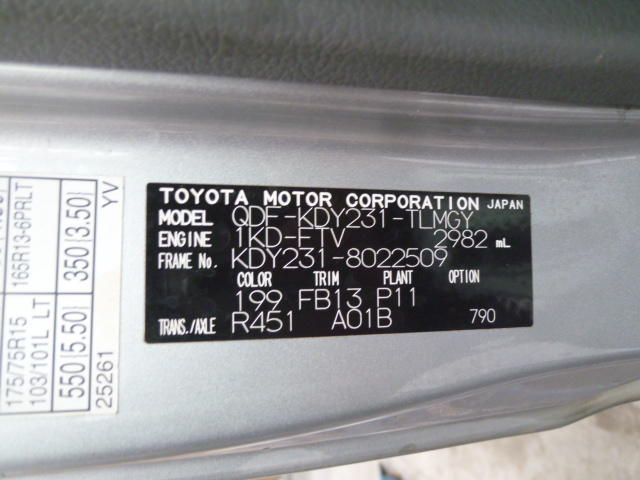 TOYOTA MOTOR CORPORATION JAPAN
MODEL QDF-KDY231-TLMGY
ENGINE 1KD-FTV 2982 mL
FRAME No. KDY231-8022509
COLOR TRIM PLANT OPTION
199 FB13 P11
TRANS./AXLE R451 A01B 790
175/75R15
103/101L LT
165R13-6PRLT
550(5.50)
350(3.50)
25261
YV